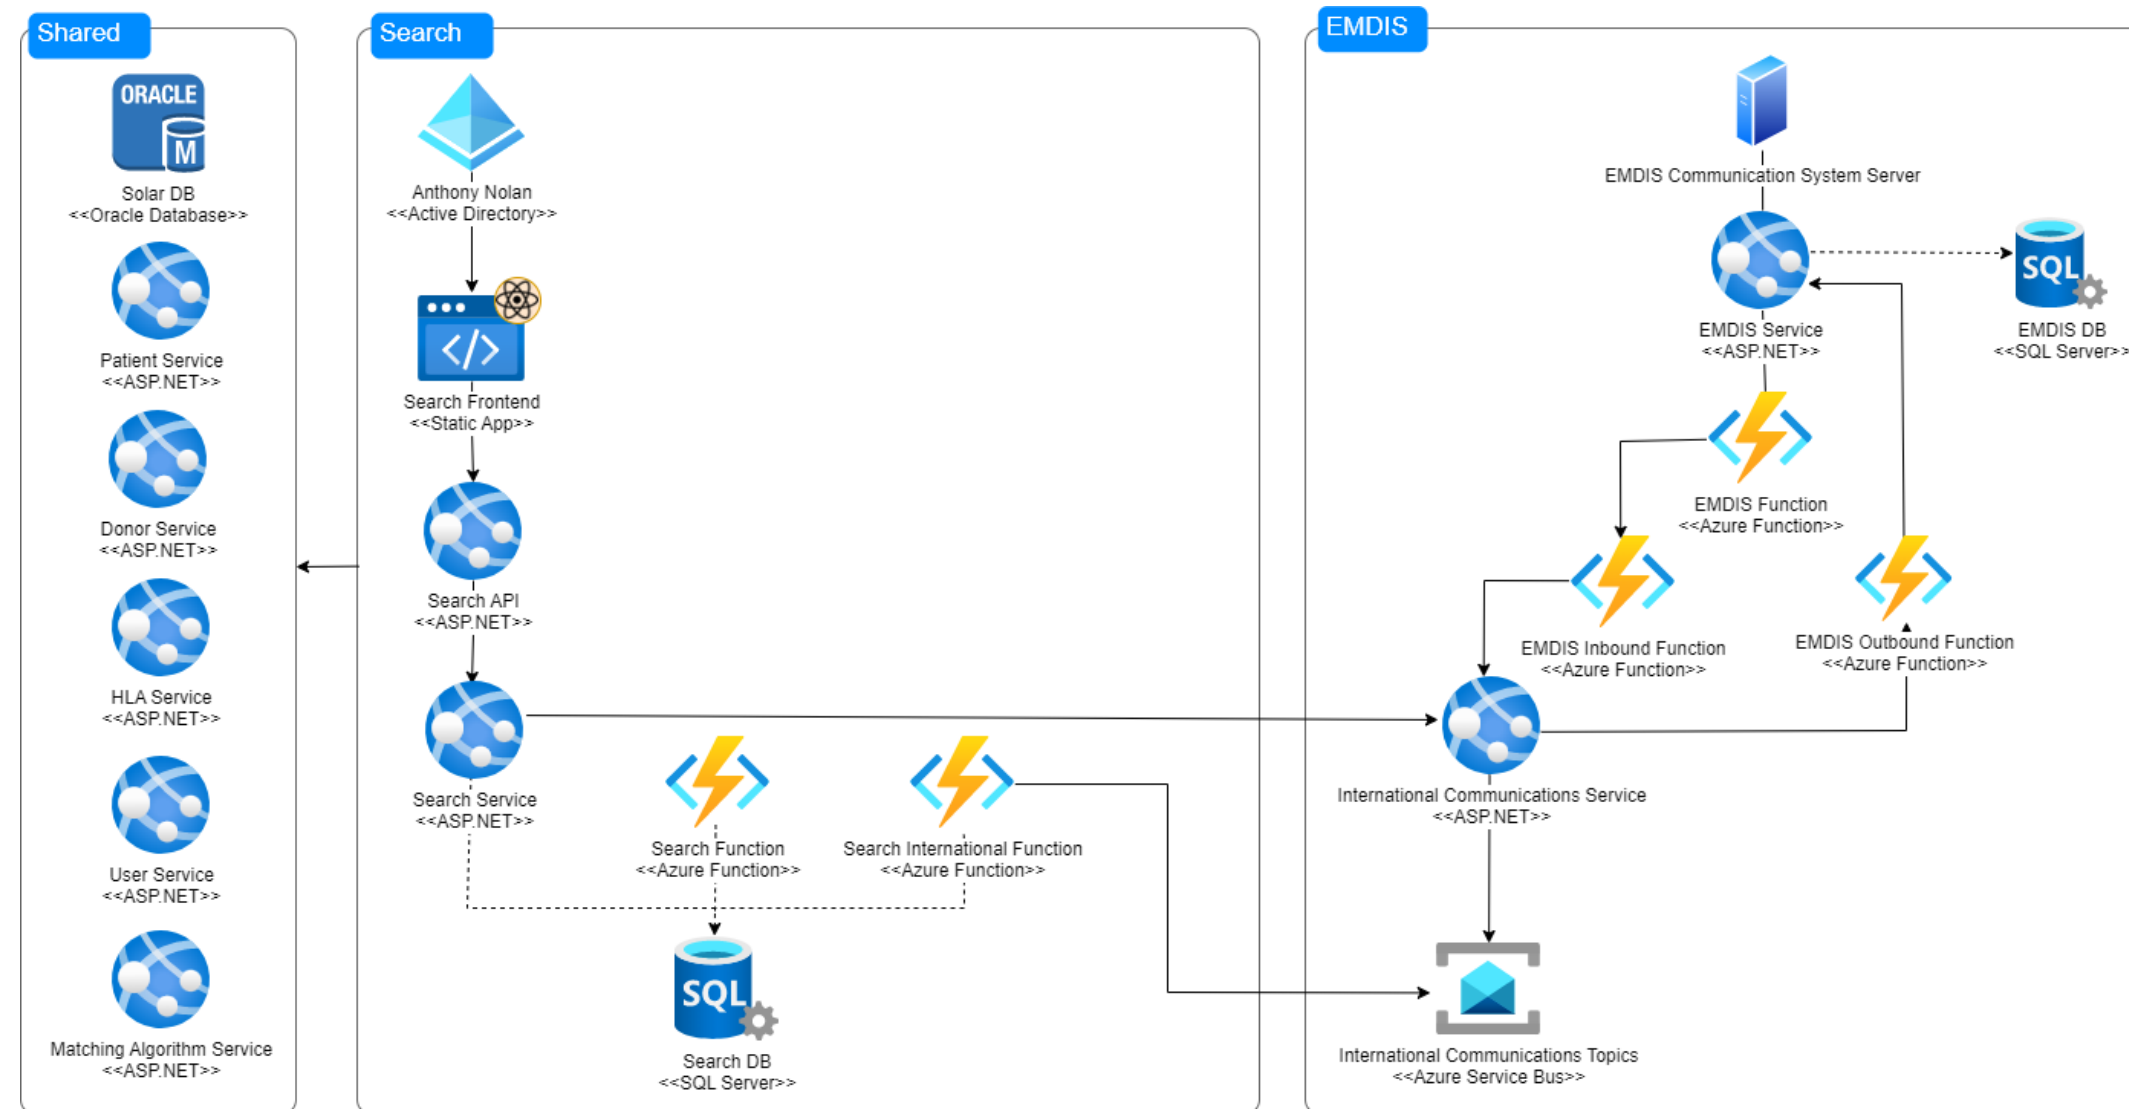 Shared
ORACLE
M
Solar DB
<<Oracle Database>>
Patient Service
<<ASP.NET>>
Donor Service
<<ASP.NET>>
HLA Service
<<ASP.NET>>
User Service
<<ASP.NET>>
Matching Algorithm Service
<<ASP.NET>>
Search
Anthony Nolan
<<Active Directory>>
</>
Search Frontend
<<Static App>>
Search API
<<ASP.NET>>
Search Service
<<ASP.NET>>
Search Function
<<Azure Function>>
Search International Function
<<Azure Function>>
SQL
Search DB
<<SQL Server>>
EMDIS
EMDIS Communication System Server
EMDIS Service
<<ASP.NET>>
SQL
EMDIS DB
<<SQL Server>>
EMDIS Function
<<Azure Function>>
EMDIS Inbound Function
<<Azure Function>>
EMDIS Outbound Function
<<Azure Function>>
International Communications Service
<<ASP.NET>>
International Communications Topics
<<Azure Service Bus>>